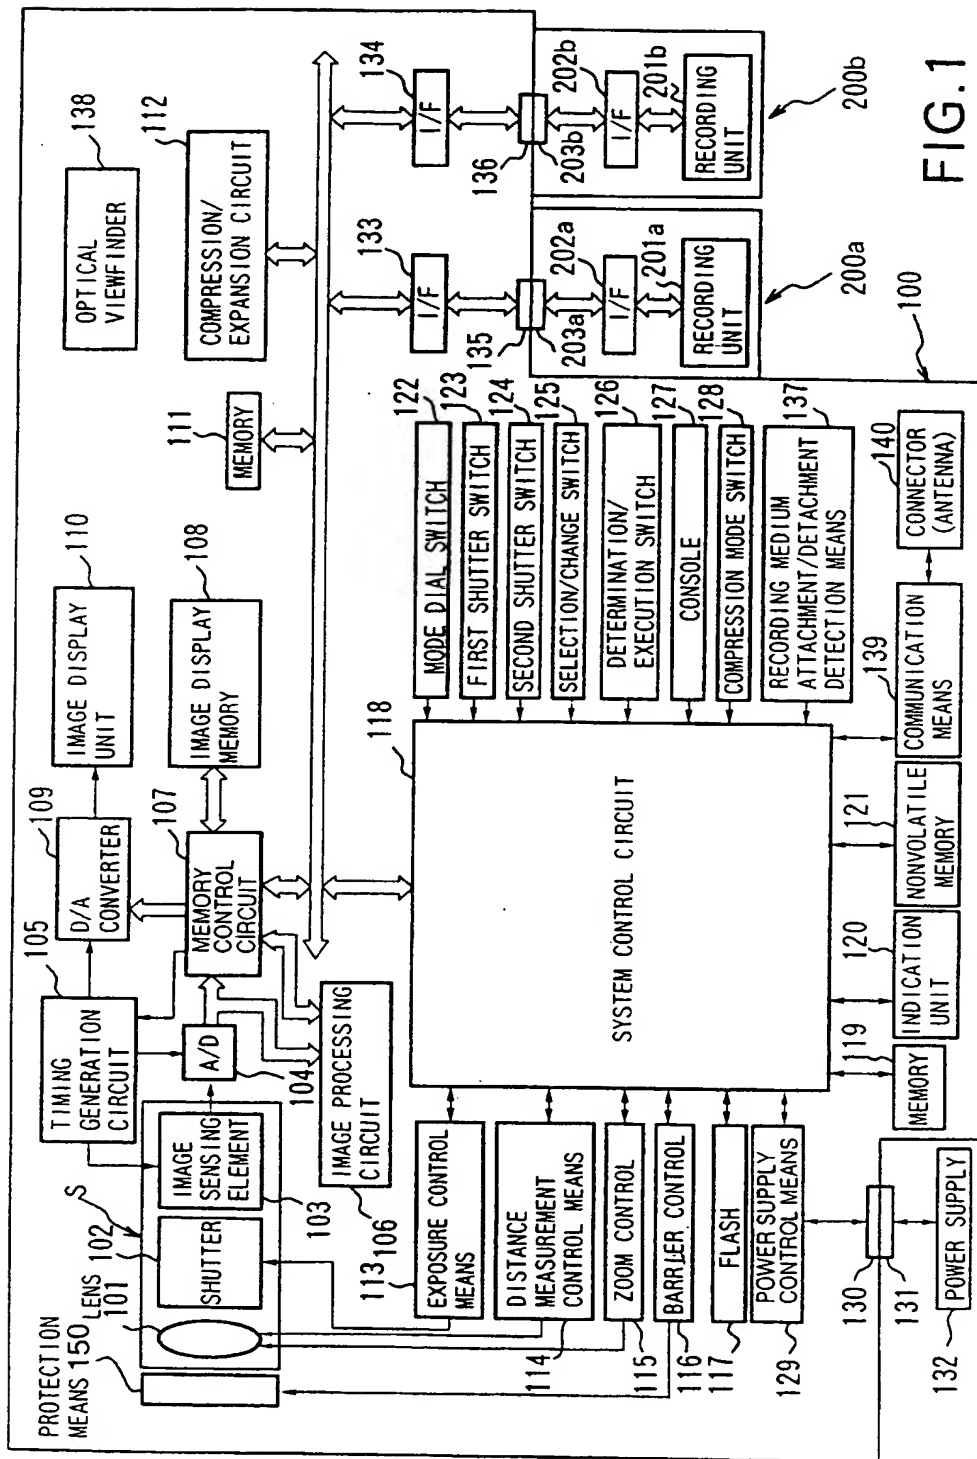 PROTECTION
MEANS 150
LENS
101
102
S
SHUTTER
IMAGE
SENSING
ELEMENT
103
105
TIMING
GENERATION
CIRCUIT
A/D
104
109
D/A
CONVERTER
110
IMAGE DISPLAY
UNIT
107
MEMORY
CONTROL
CIRCUIT
108
IMAGE DISPLAY
MEMORY
111
MEMORY
138
OPTICAL
VIEWFINDER
112
COMPRESSION/
EXPANSION CIRCUIT
IMAGE PROCESSING
CIRCUIT
106
133
I/F
134
I/F
135
203a
202a
I/F
201a
RECORDING
UNIT
200a
136
203b
202b
I/F
201b
RECORDING
UNIT
200b
EXPOSURE CONTROL
MEANS
113
DISTANCE
MEASUREMENT
CONTROL MEANS
114
ZOOM CONTROL
115
BARRIER CONTROL
116
FLASH
117
POWER SUPPLY
CONTROL MEANS
129
118
SYSTEM CONTROL CIRCUIT
122
MODE DIAL SWITCH
123
FIRST SHUTTER SWITCH
124
SECOND SHUTTER SWITCH
125
SELECTION/CHANGE SWITCH
126
DETERMINATION/
EXECUTION SWITCH
127
CONSOLE
128
COMPRESSION MODE SWITCH
137
RECORDING MEDIUM
ATTACHMENT/DETACHMENT
DETECTION MEANS
100
130
131
POWER SUPPLY
132
119
MEMORY
120
INDICATION
UNIT
121
NONVOLATILE
MEMORY
139
COMMUNICATION
MEANS
140
CONNECTOR
(ANTENNA)
FIG.1